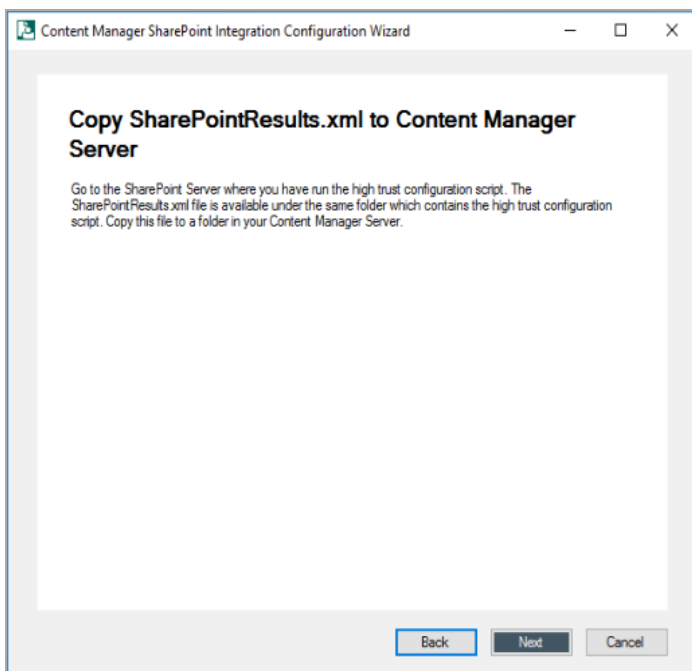 Content Manager SharePoint Integration Configuration Wizard
Copy SharePointResults.xml to Content Manager
Server
Go to the SharePoint Server where you have run the high trust configuration script. The
SharePointResults.xml file is available under the same folder which contains the high trust configuration
script. Copy this file to a folder in your Content Manager Server.
Back Next Cancel